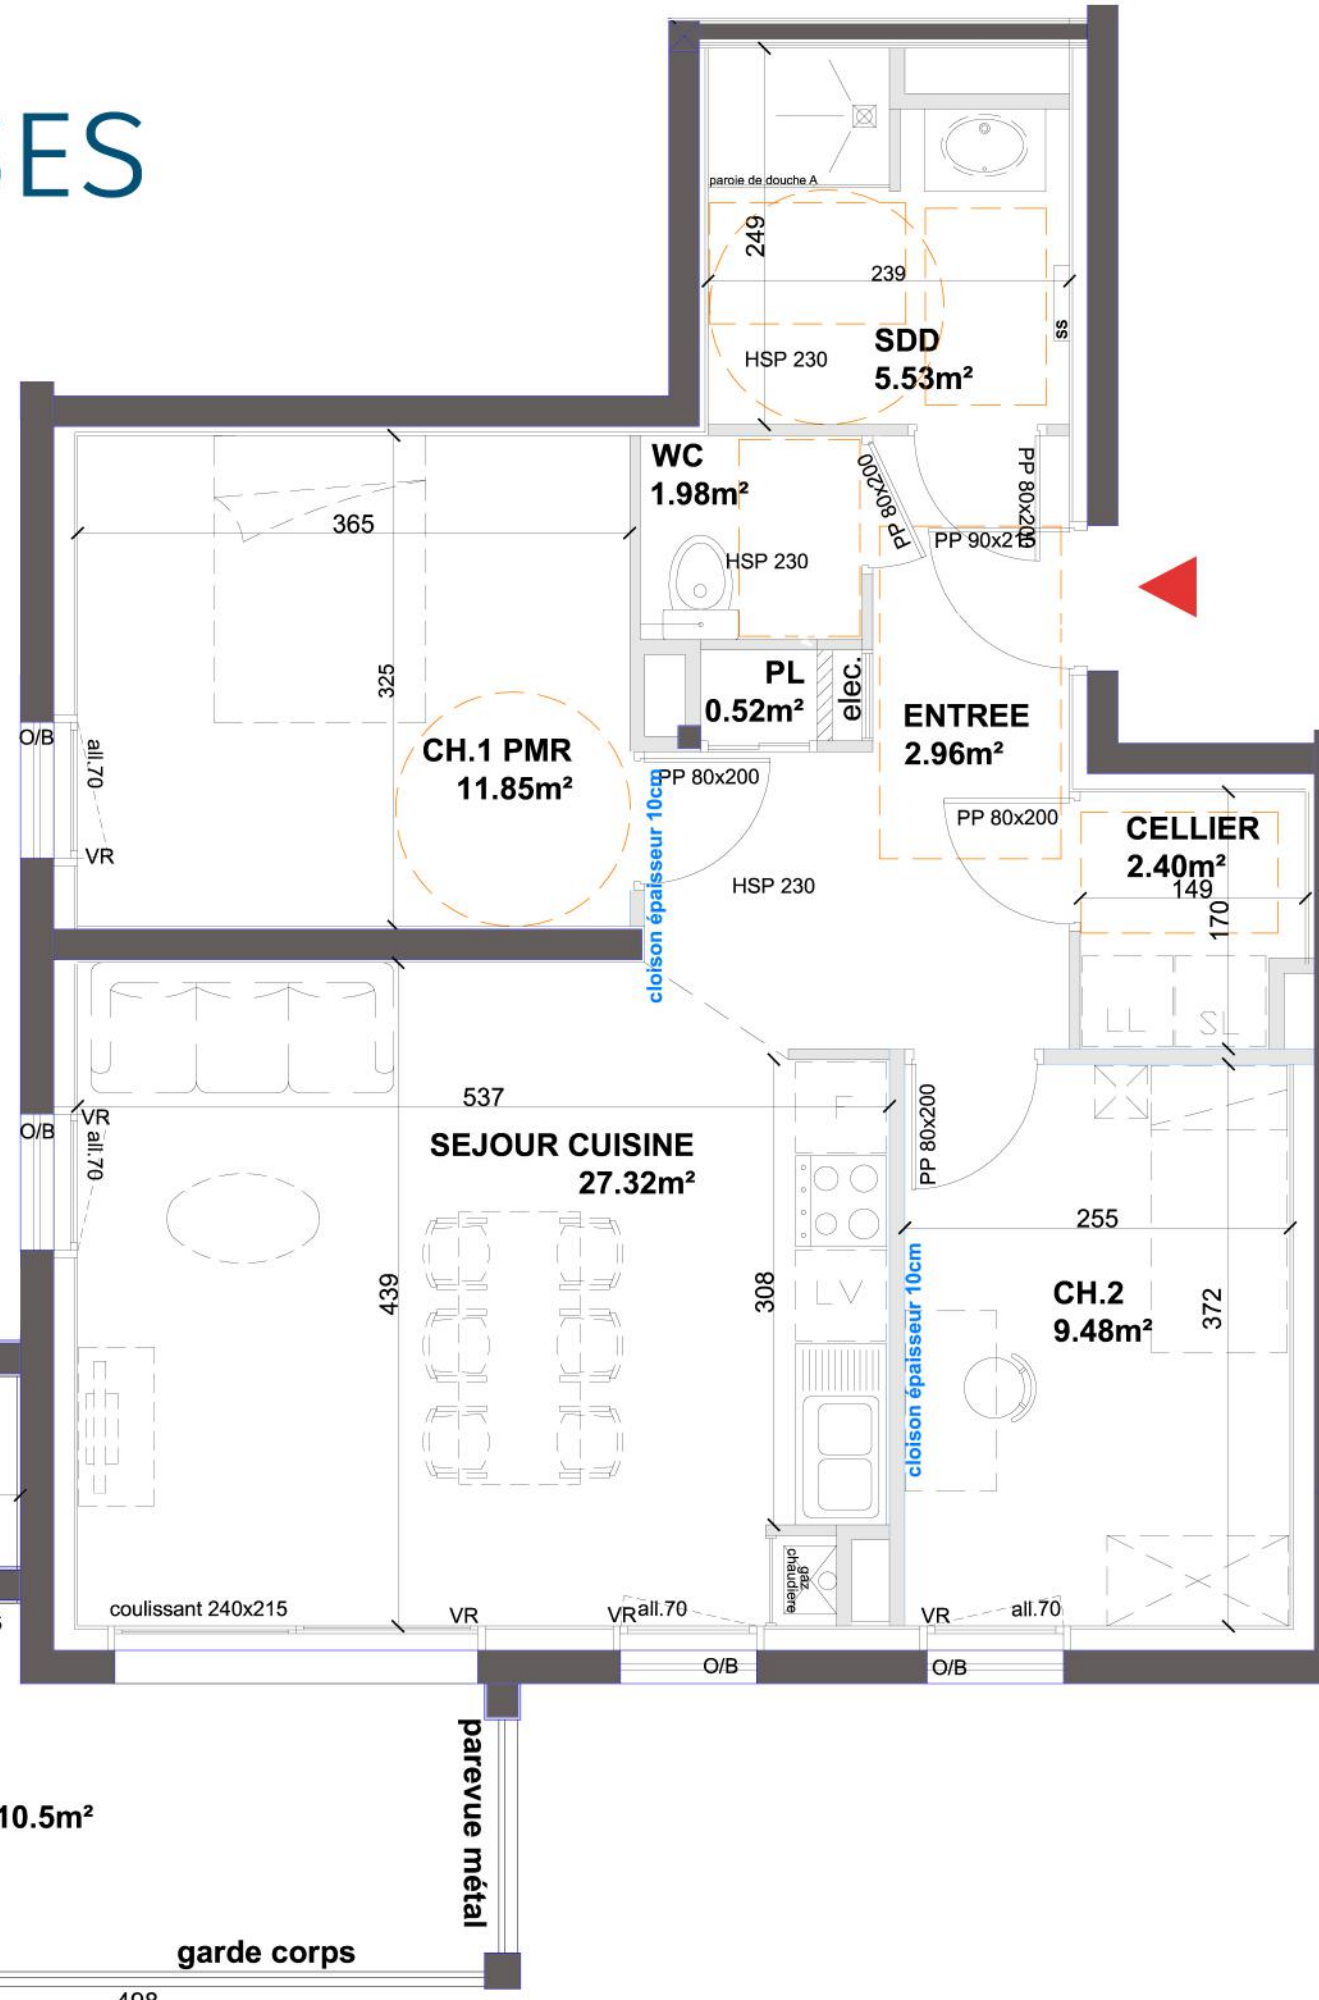 ES
paroie de douche A
249
239
SDD
5.53m²
ss
HSP 230
WC
1.98m²
PP 80x200
PP 80x200
PP 90x215
365
HSP 230
325
PL
0.52m²
elec.
ENTREE
2.96m²
O/B
all.70
VR
CH.1 PMR
11.85m²
PP 80x200
cloison épaisseur 10cm
HSP 230
PP 80x200
CELLIER
2.40m²
149
170
LL
SL
537
VR
O/B
all.70
SEJOUR CUISINE
27.32m²
F
PP 80x200
255
439
308
LV
CH.2
9.48m²
372
cloison épaisseur 10cm
gaz
chaudière
coulissant 240x215
VR
VR
all.70
VR
all.70
O/B
O/B
parevue métal
10.5m²
garde corps
498